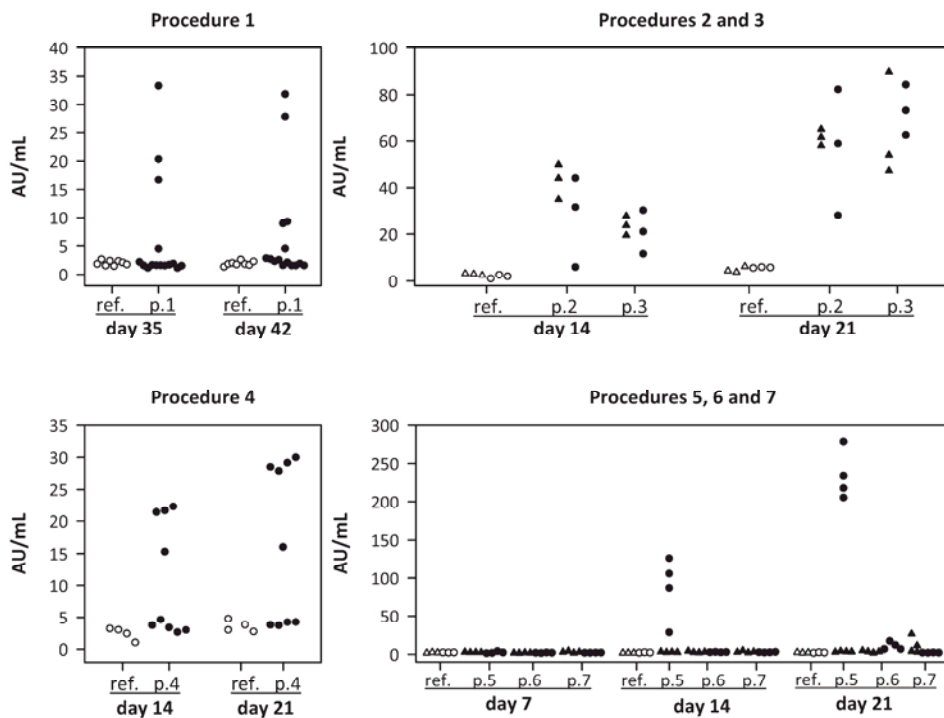 Procedure 1
AU/mL
40
35
30
25
20
15
10
5
0
ref. p.1 ref. p.1
day 35 day 42
Procedures 2 and 3
AU/mL
100
80
60
40
20
0
ref. p.2 p.3 ref. p.2 p.3
day 14 day 21
Procedure 4
AU/mL
35
30
25
20
15
10
5
0
ref. p.4 ref. p.4
day 14 day 21
Procedures 5, 6 and 7
AU/mL
300
250
200
150
100
50
0
ref. p.5 p.6 p.7 ref. p.5 p.6 p.7 ref. p.5 p.6 p.7
day 7 day 14 day 21